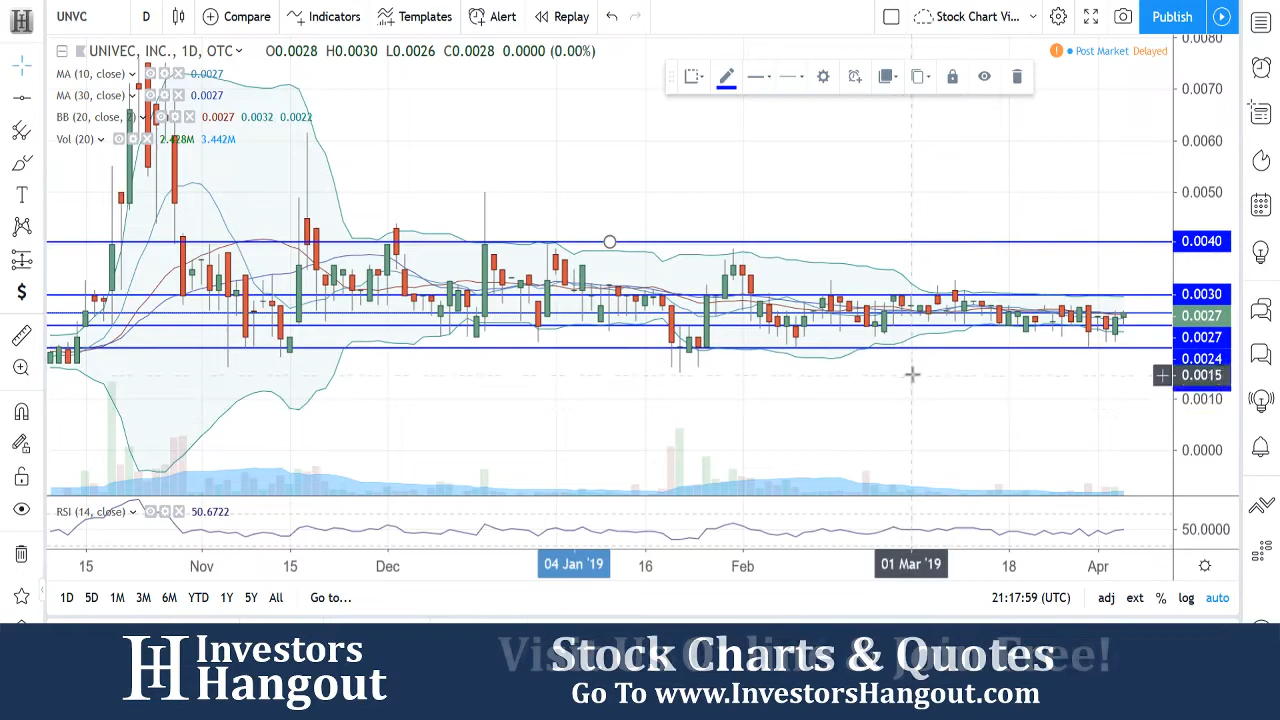 UNVC D Compare Indicators Templates Alert Replay Stock Chart Vi... Publish
UNIVEC, INC., 1D, OTC O0.0028 H0.0030 L0.0026 C0.0028 0.0000 (0.00%)
Post Market Delayed
MA (10, close) 0.0027
MA (30, close) 0.0027
BB (20, close, 2) 0.0027 0.0032 0.0022
Vol (20) 2.428M 3.442M
0.0080
0.0070
0.0060
0.0050
0.0040
0.0030
0.0027
0.0027
0.0024
0.0015
0.0010
0.0000
RSI (14, close) 50.6722
50.0000
15 Nov 15 Dec 04 Jan '19 16 Feb 01 Mar '19 18 Apr
1D 5D 1M 3M 6M YTD 1Y 5Y All Go to... 21:17:59 (UTC) adj ext % log auto
H Investors Hangout
Stock Charts & Quotes
Go To www.InvestorsHangout.com